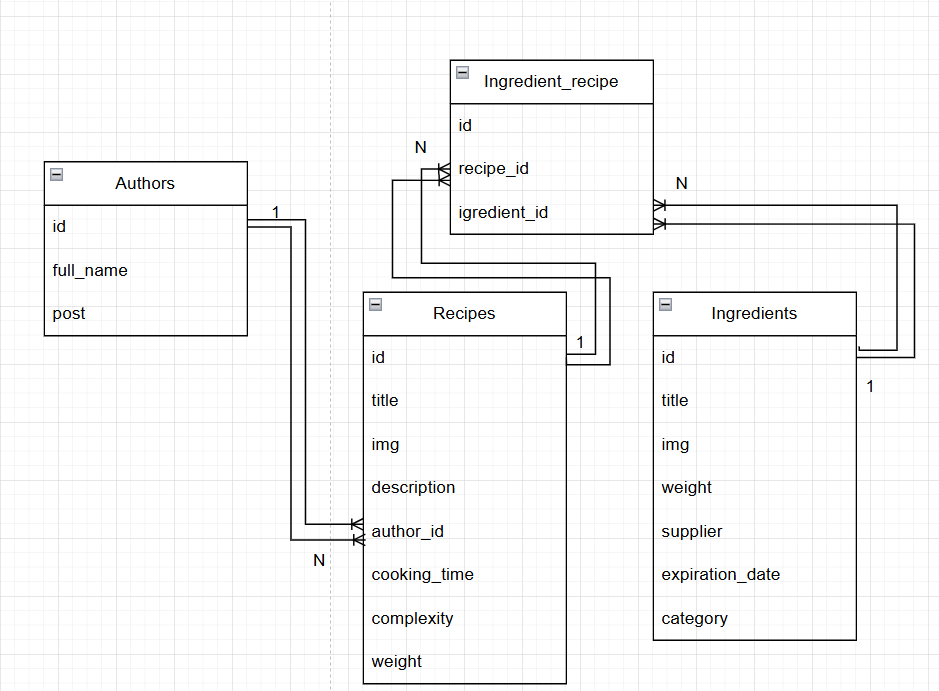 Ingredient_recipe
id
recipe_id
igredient_id
N
N
Authors
id
full_name
post
1
N
Recipes
id
title
img
description
author_id
cooking_time
complexity
weight
1
Ingredients
id
title
img
weight
supplier
expiration_date
category
1